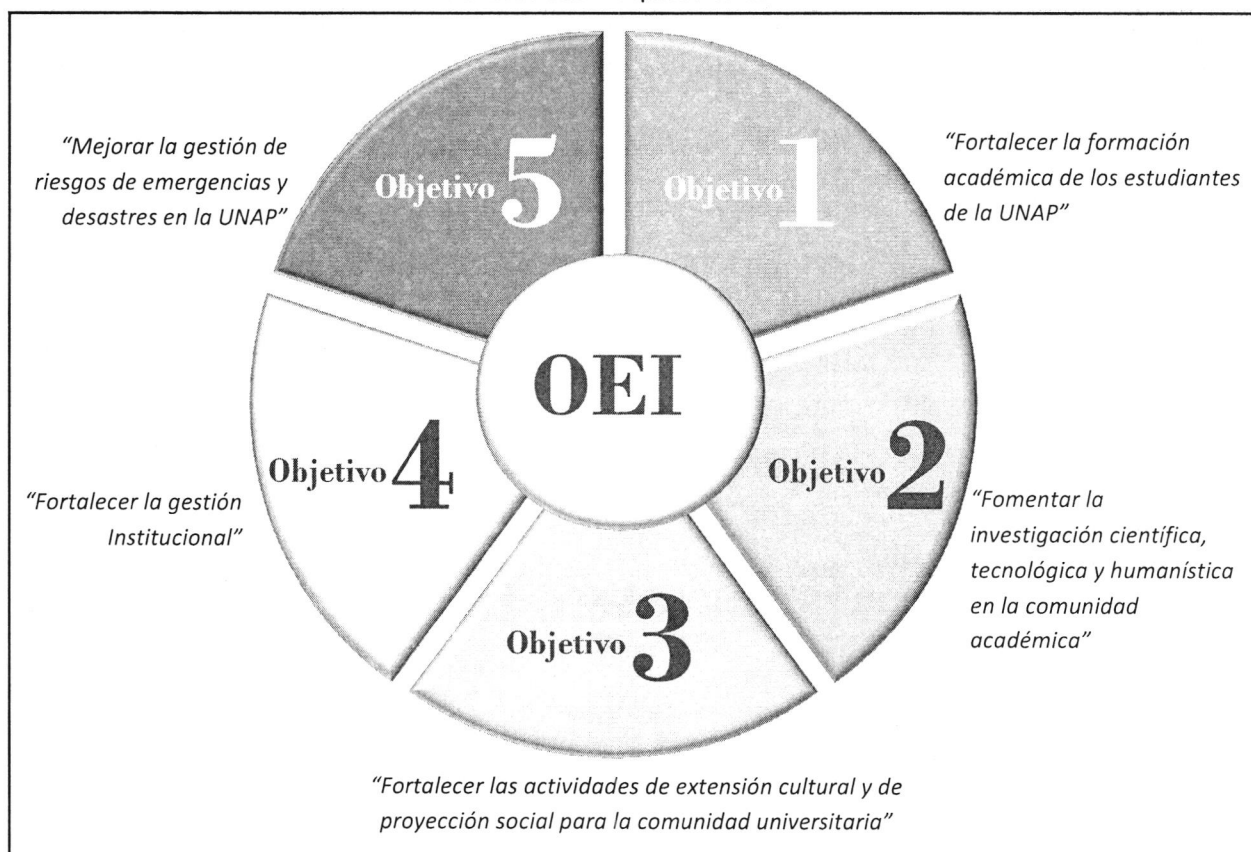 Objetivo 1
"Fortalecer la formación
académica de los estudiantes
de la UNAP"
Objetivo 2
"Fomentar la
investigación científica,
tecnológica y humanística
en la comunidad
académica"
Objetivo 3
"Fortalecer las actividades de extensión cultural y de
proyección social para la comunidad universitaria"
Objetivo 4
"Fortalecer la gestión
Institucional"
Objetivo 5
"Mejorar la gestión de
riesgos de emergencias y
desastres en la UNAP"
OEI